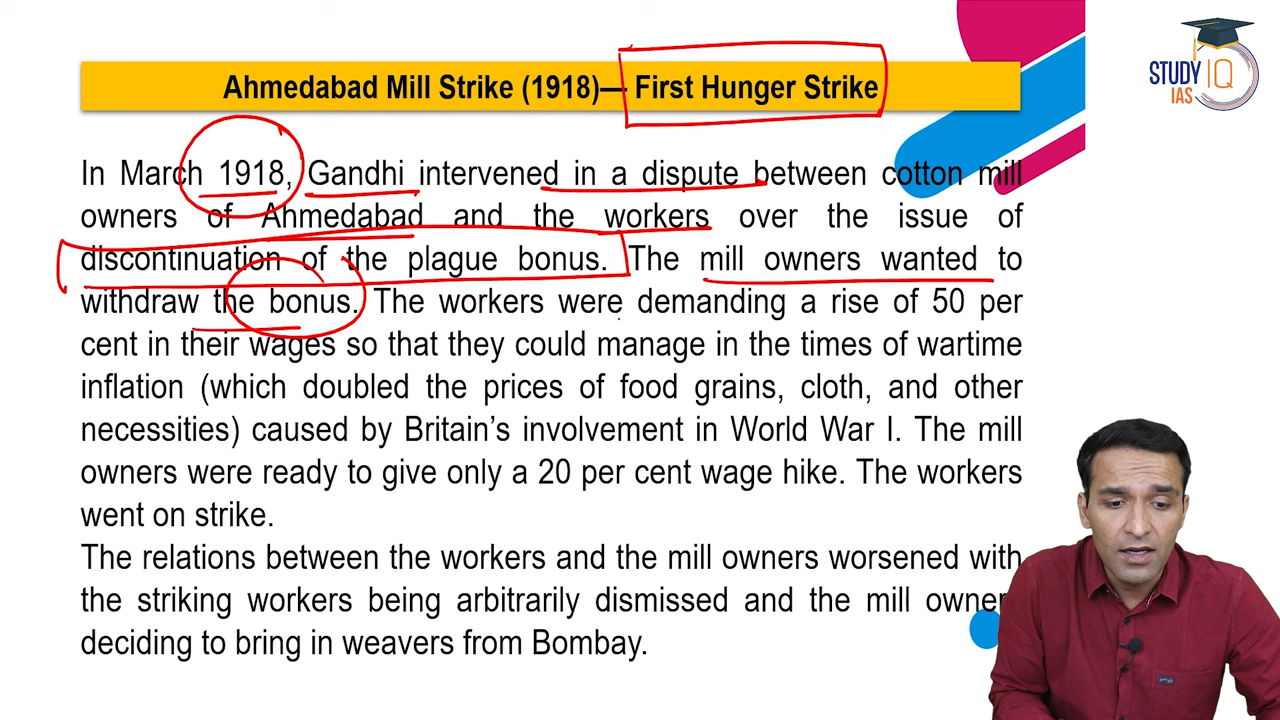 Ahmedabad Mill Strike (1918)— First Hunger Strike
STUDY IQ
IAS
In March 1918, Gandhi intervened in a dispute between cotton mill
owners of Ahmedabad and the workers over the issue of
discontinuation of the plague bonus. The mill owners wanted to
withdraw the bonus. The workers were demanding a rise of 50 per
cent in their wages so that they could manage in the times of wartime
inflation (which doubled the prices of food grains, cloth, and other
necessities) caused by Britain’s involvement in World War I. The mill
owners were ready to give only a 20 per cent wage hike. The workers
went on strike.
The relations between the workers and the mill owners worsened with
the striking workers being arbitrarily dismissed and the mill owner
deciding to bring in weavers from Bombay.